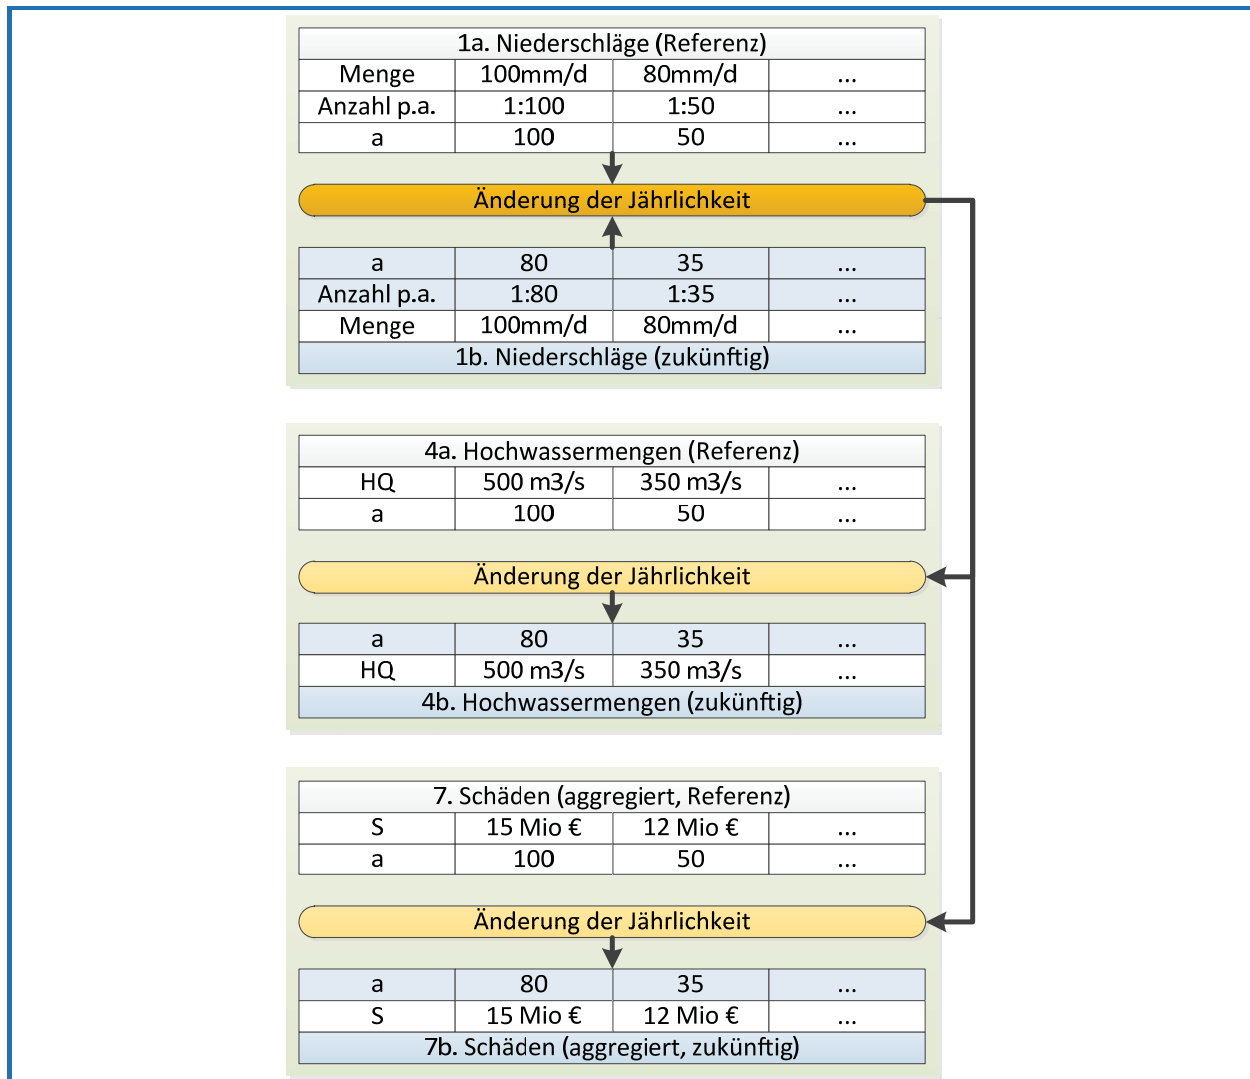 1a. Niederschläge (Referenz)
Menge 100mm/d 80mm/d ...
Anzahl p.a. 1:100 1:50 ...
a 100 50 ...
Änderung der Jährlichkeit
a 80 35 ...
Anzahl p.a. 1:80 1:35 ...
Menge 100mm/d 80mm/d ...
1b. Niederschläge (zukünftig)
4a. Hochwassermengen (Referenz)
HQ 500 m3/s 350 m3/s ...
a 100 50 ...
Änderung der Jährlichkeit
a 80 35 ...
HQ 500 m3/s 350 m3/s ...
4b. Hochwassermengen (zukünftig)
7. Schäden (aggregiert, Referenz)
S 15 Mio € 12 Mio € ...
a 100 50 ...
Änderung der Jährlichkeit
a 80 35 ...
S 15 Mio € 12 Mio € ...
7b. Schäden (aggregiert, zukünftig)